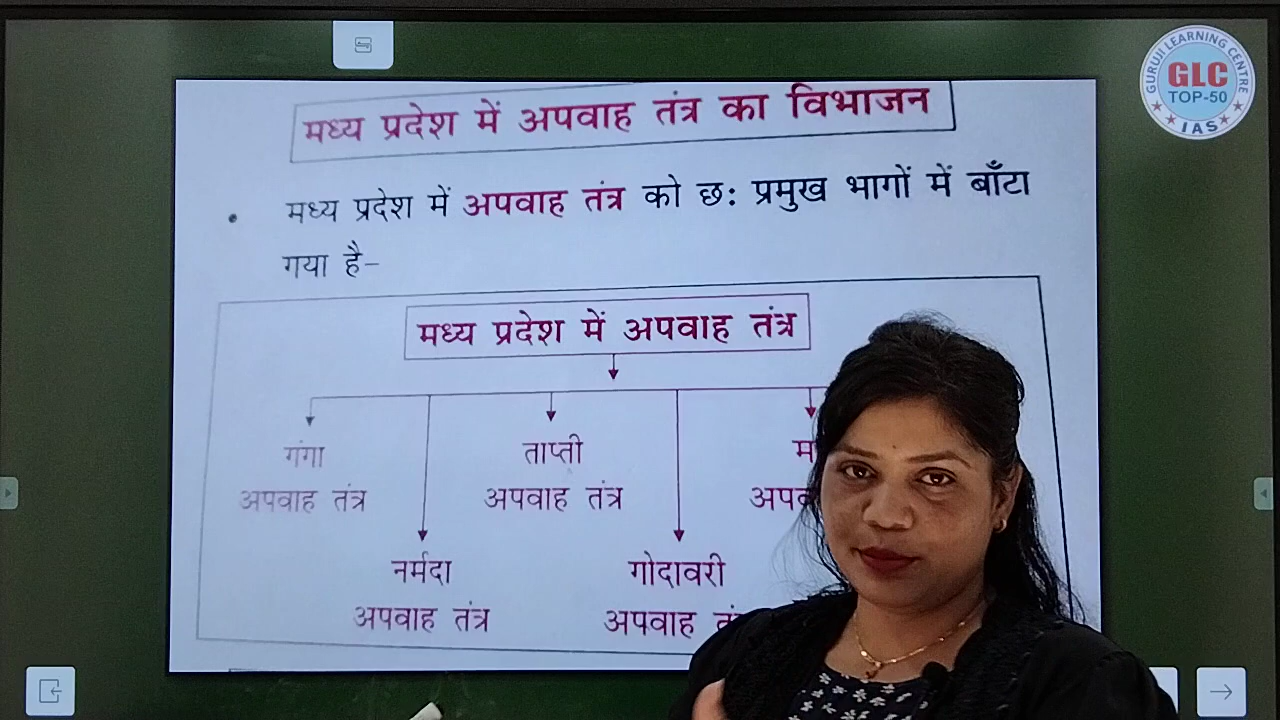 GURUJI LEARNING CENTRE
GLC
TOP-50
IAS
मध्य प्रदेश में अपवाह तंत्र का विभाजन
• मध्य प्रदेश में अपवाह तंत्र को छ: प्रमुख भागों में बाँटा
गया है–
मध्य प्रदेश में अपवाह तंत्र
गंगा
अपवाह तंत्र
ताप्ती
अपवाह तंत्र
नर्मदा
अपवाह तंत्र
गोदावरी
अपवाह